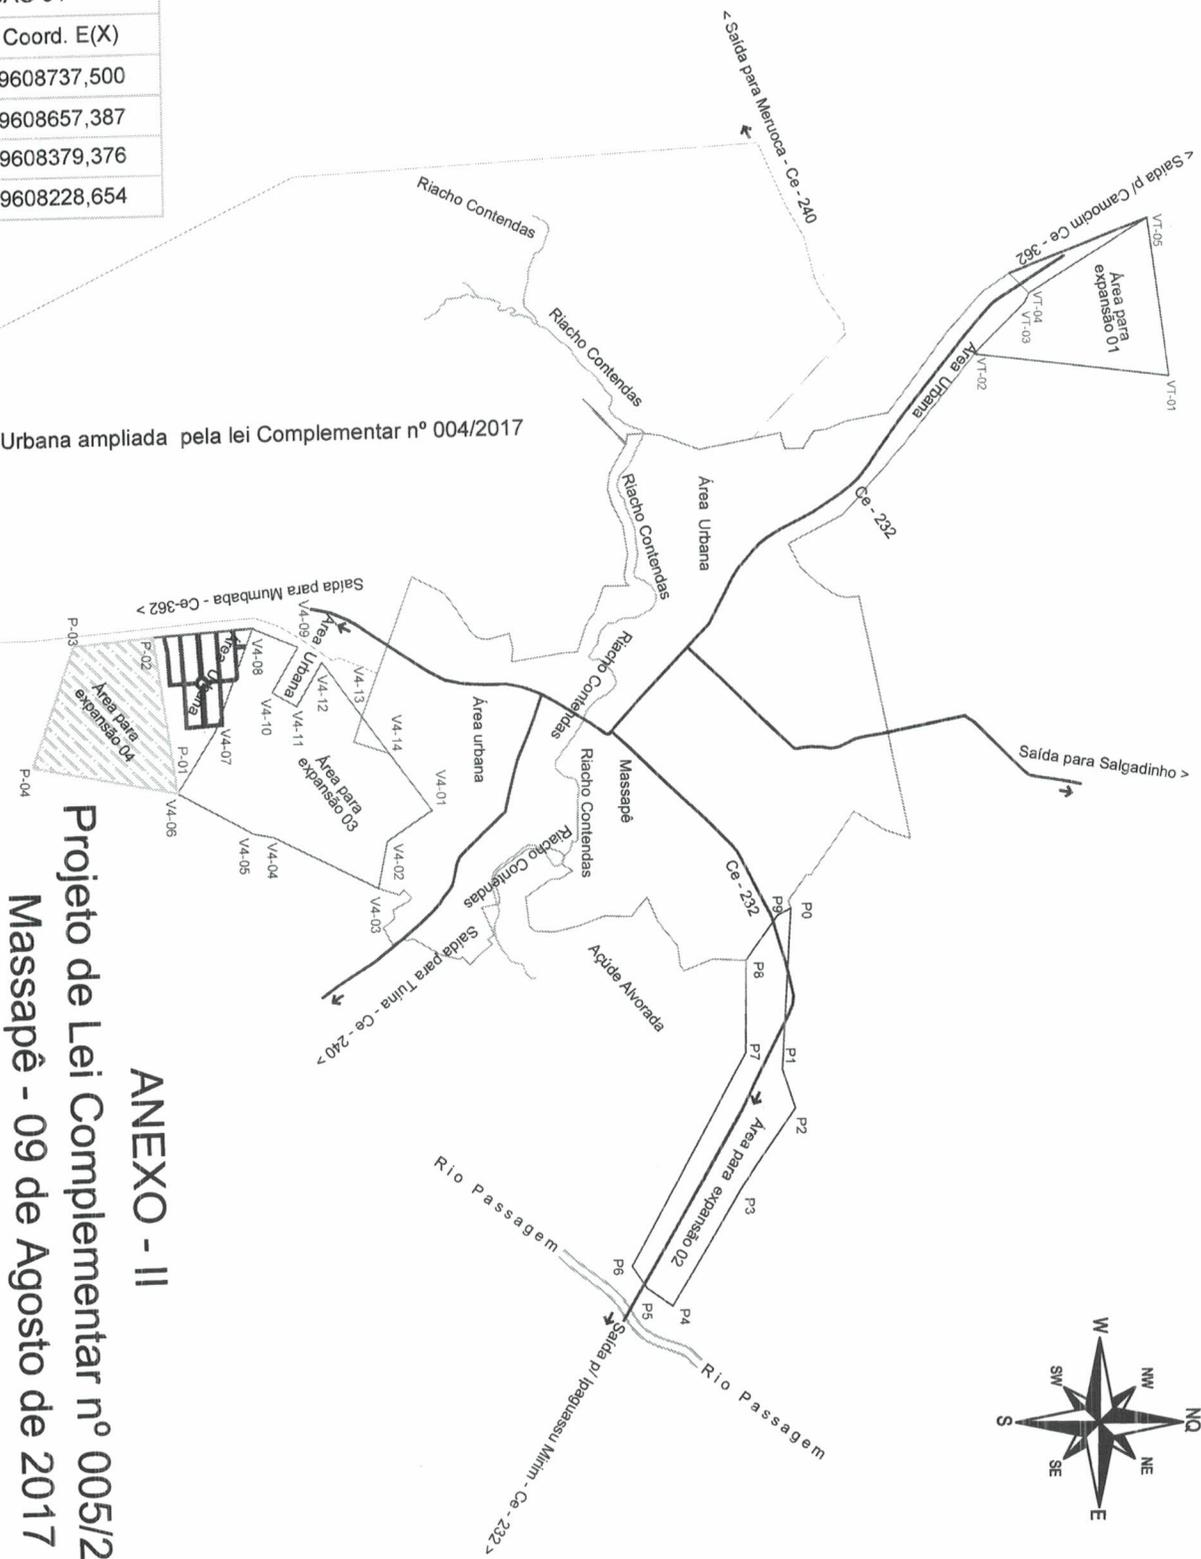 Coord. E(X)
9608737,500
9608657,387
9608379,376
9608228,654
Urbana ampliada pela lei Complementar nº 004/2017
< Saída para Meruoca - Ce - 240
< Saída p/ Camocim Ce - 362
VT-05
Área para
expansão 01
VT-04
VT-03
VT-02
VT-01
Área Urbana
Ce - 232
Riacho Contendas
Riacho Contendas
Riacho Contendas
Área Urbana
Riacho Contendas
Saída para Salgadinho >
Massapê
Riacho Contendas
Riacho Contendas
Área urbana
Saída para Mumbaba - Ce-362 >
V4-09
Área Urbana
V4-08
V4-12
V4-13
V4-10
V4-11
V4-14
V4-07
Área para
expansão 03
V4-01
V4-02
V4-03
V4-04
V4-05
V4-06
P-03
P-02
Área Urbana
Área para
expansão 04
P-01
P-04
Saída para Tuina - Ce - 240 >
Açúde Alvorada
Ce - 232
P0
P9
P8
P7
P1
P2
P3
Área para expansão 02
P6
P5
P4
Rio Passagem
Rio Passagem
Saída p/ Ipaguassu Mirim - Ce - 232 >
NQ
NW
NE
W
E
SW
SE
S
ANEXO - II
Projeto de Lei Complementar nº 005/2
Massapê - 09 de Agosto de 2017